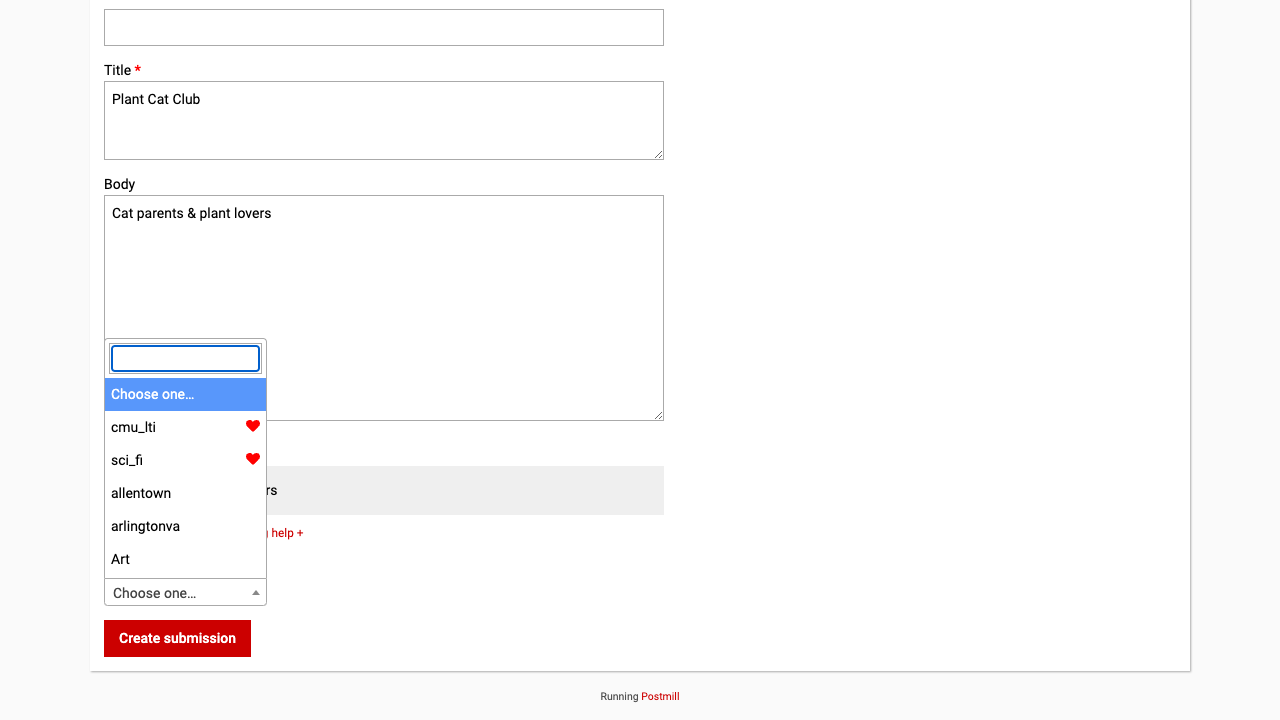 Title *
Plant Cat Club
Body
Cat parents & plant lovers
Choose one...
cmu_lti
sci_fi
allentown
arlingtonva
Art
help +
Choose one...
Create submission
Running Postmill